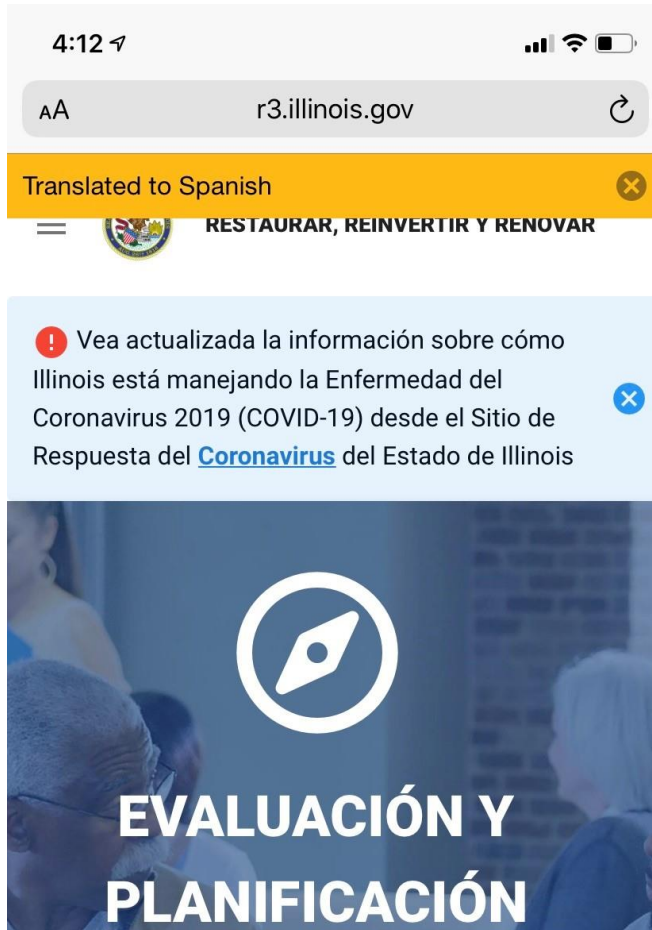 4:12
AA
r3.illinois.gov
Translated to Spanish
RESTAURAR, REINVERTIR Y RENOVAR
Vea actualizada la información sobre cómo
Illinois está manejando la Enfermedad del
Coronavirus 2019 (COVID-19) desde el Sitio de
Respuesta del Coronavirus del Estado de Illinois
EVALUACIÓN Y
PLANIFICACIÓN